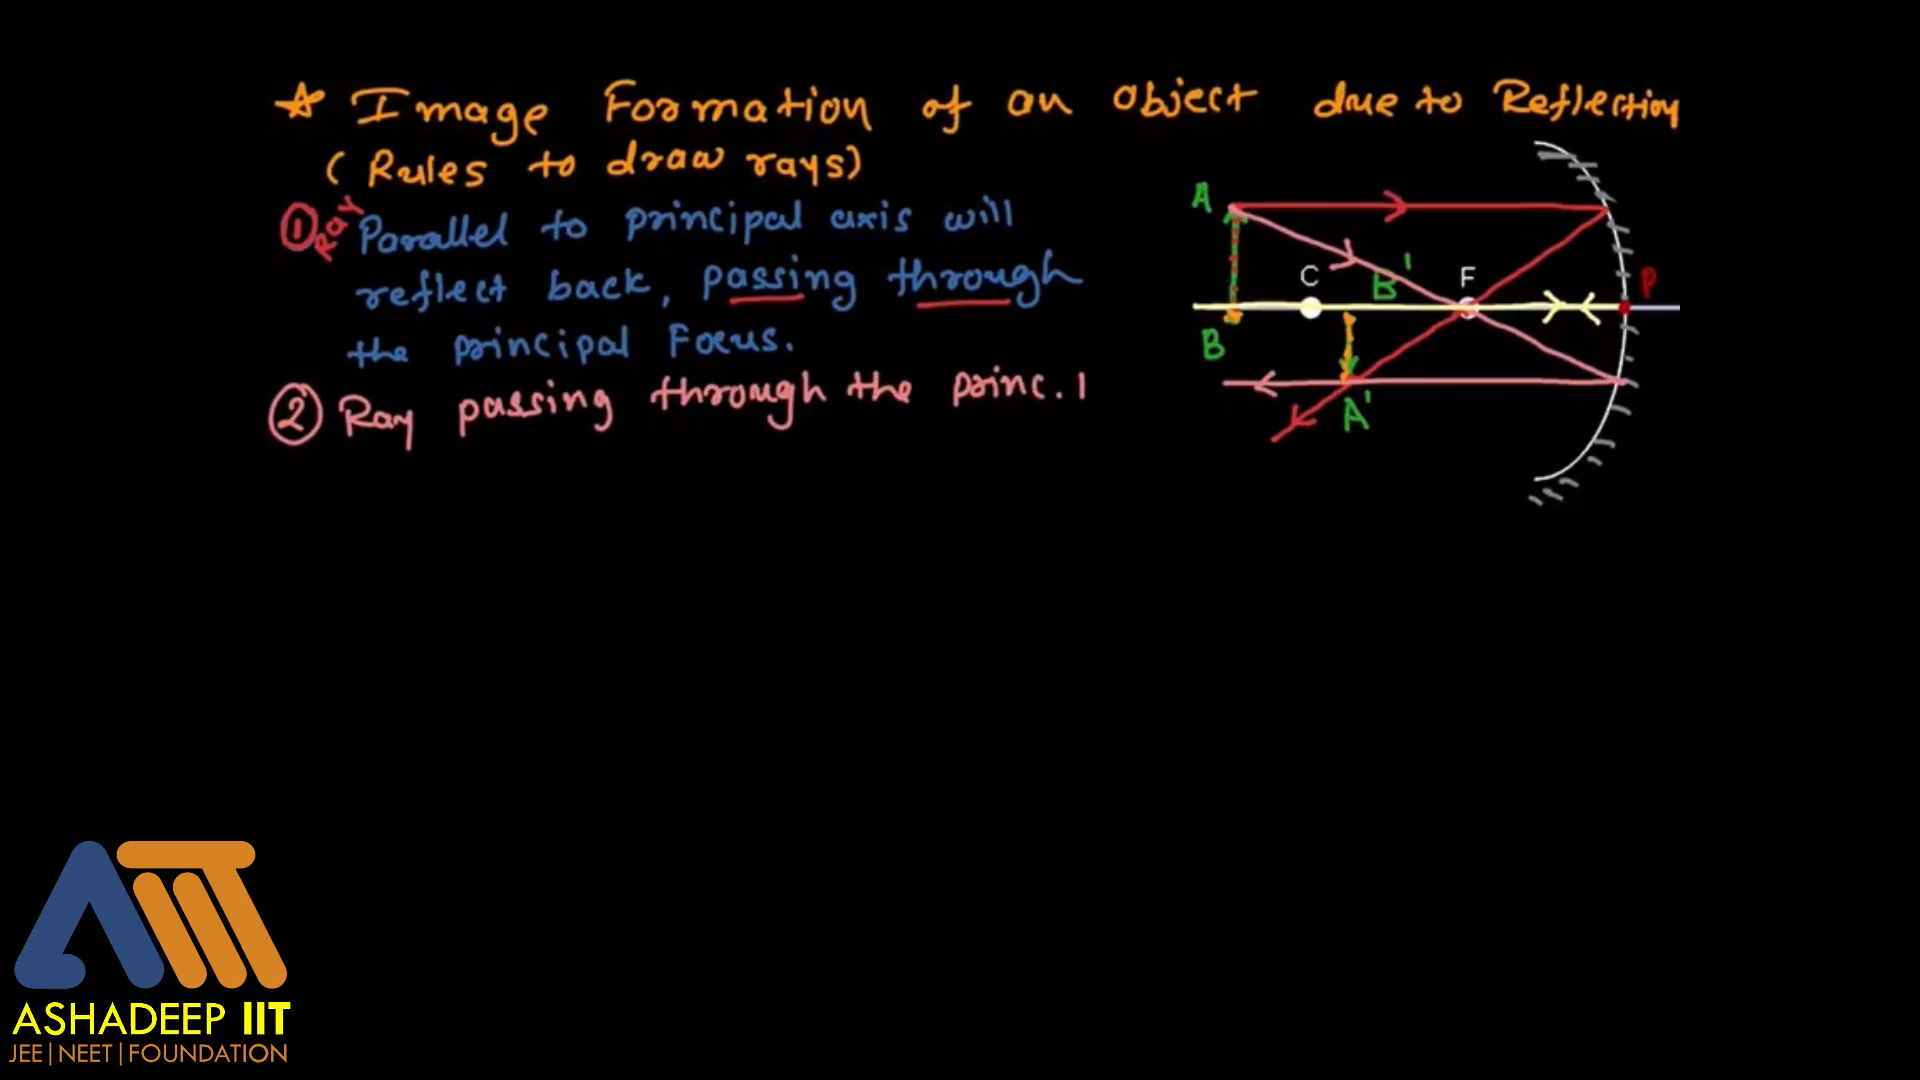 ☆ Image Formation of an object due to Reflection
(Rules to draw rays)
① Ray Parallel to principal axis will
reflect back, passing through
the principal Focus.
② Ray passing through the princ. I
A
C
B'
F
P
B
A'
ASHADEEP IIT
JEE|NEET|FOUNDATION